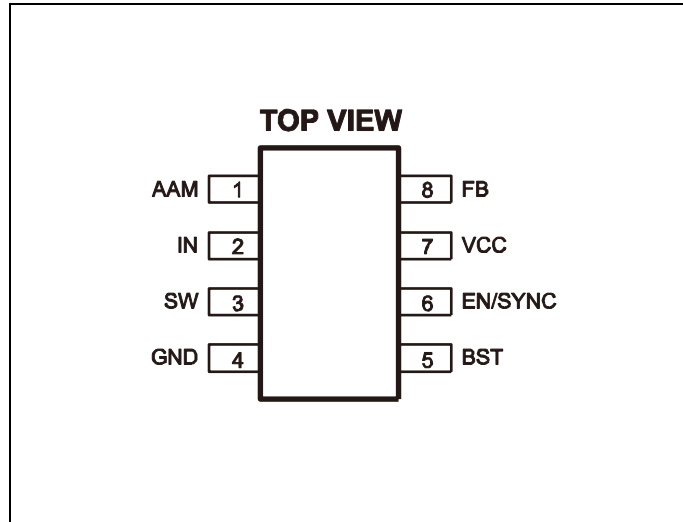 TOP VIEW
AAM 1 8 FB
IN 2 7 VCC
SW 3 6 EN/SYNC
GND 4 5 BST